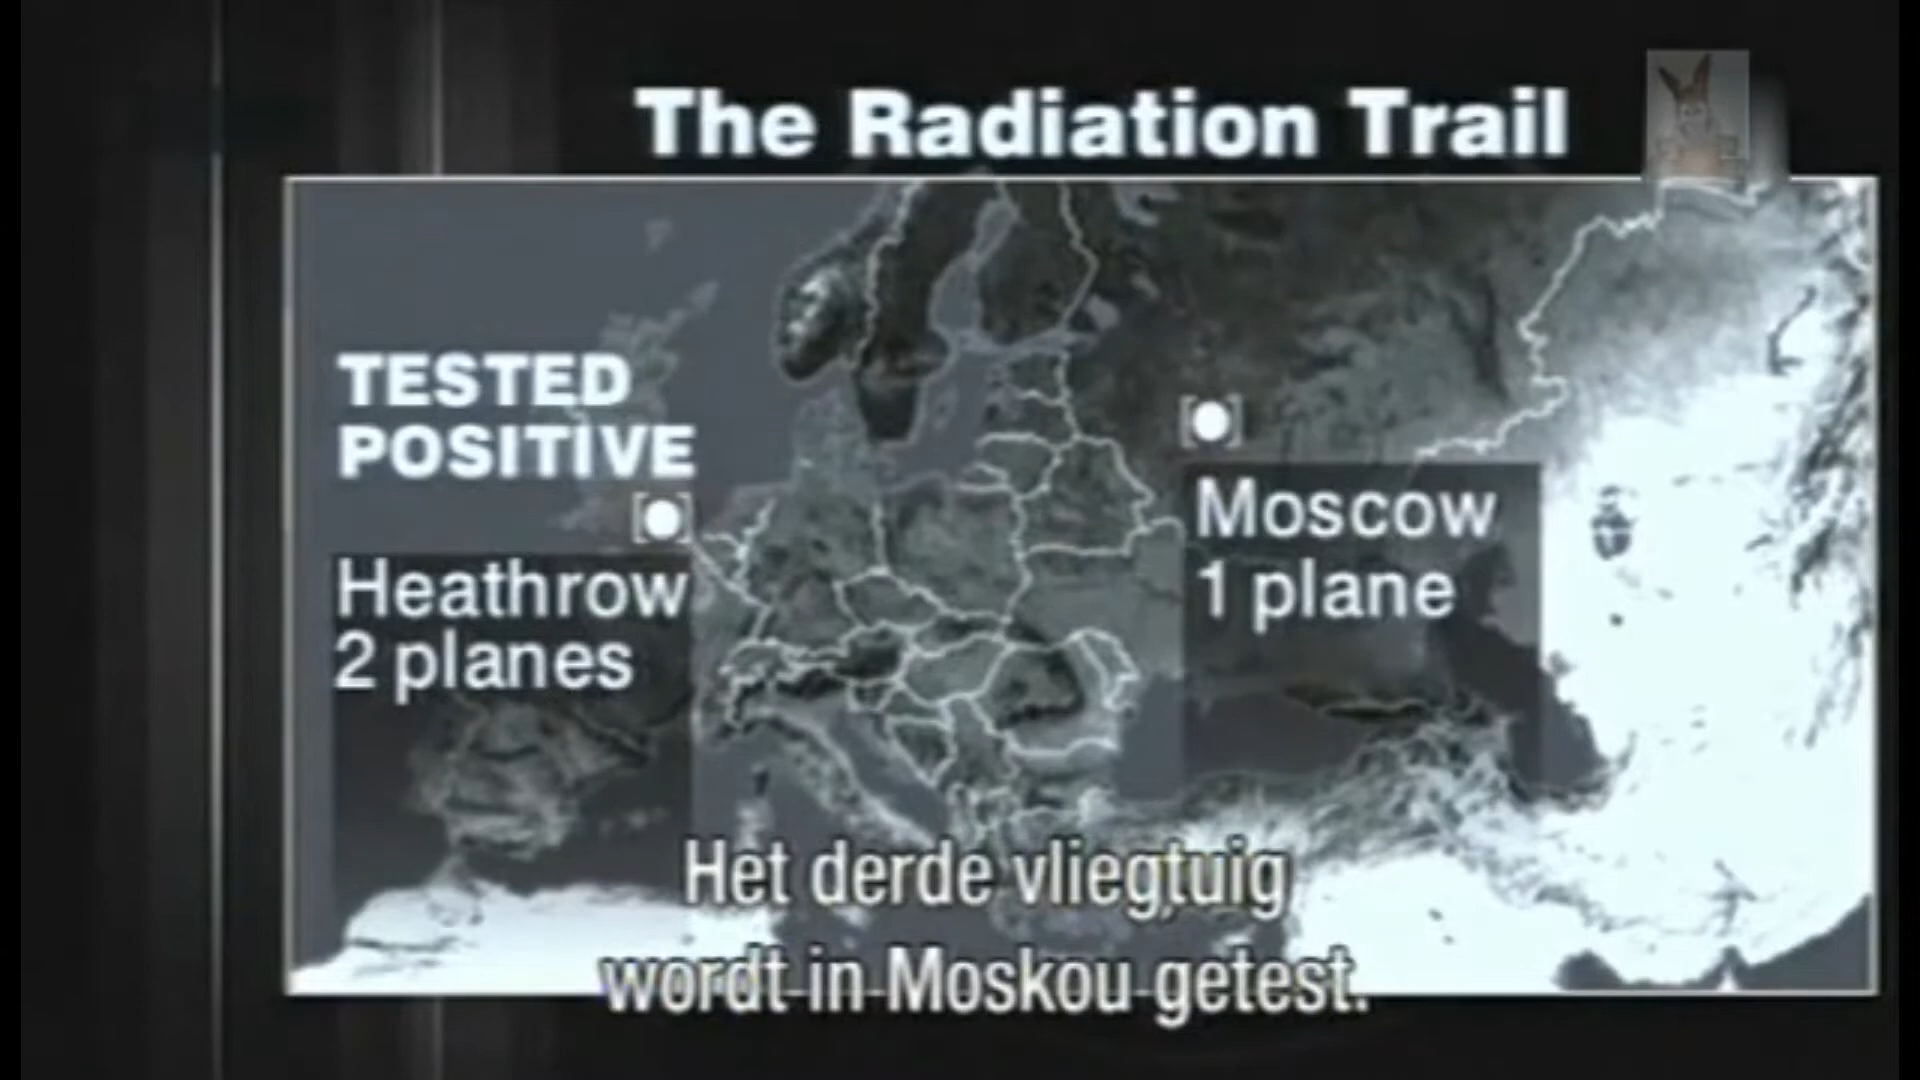 The Radiation Trail
TESTED
POSITIVE
Heathrow
2 planes
Moscow
1 plane
Het derde vliegtuig
wordt in Moskou getest.